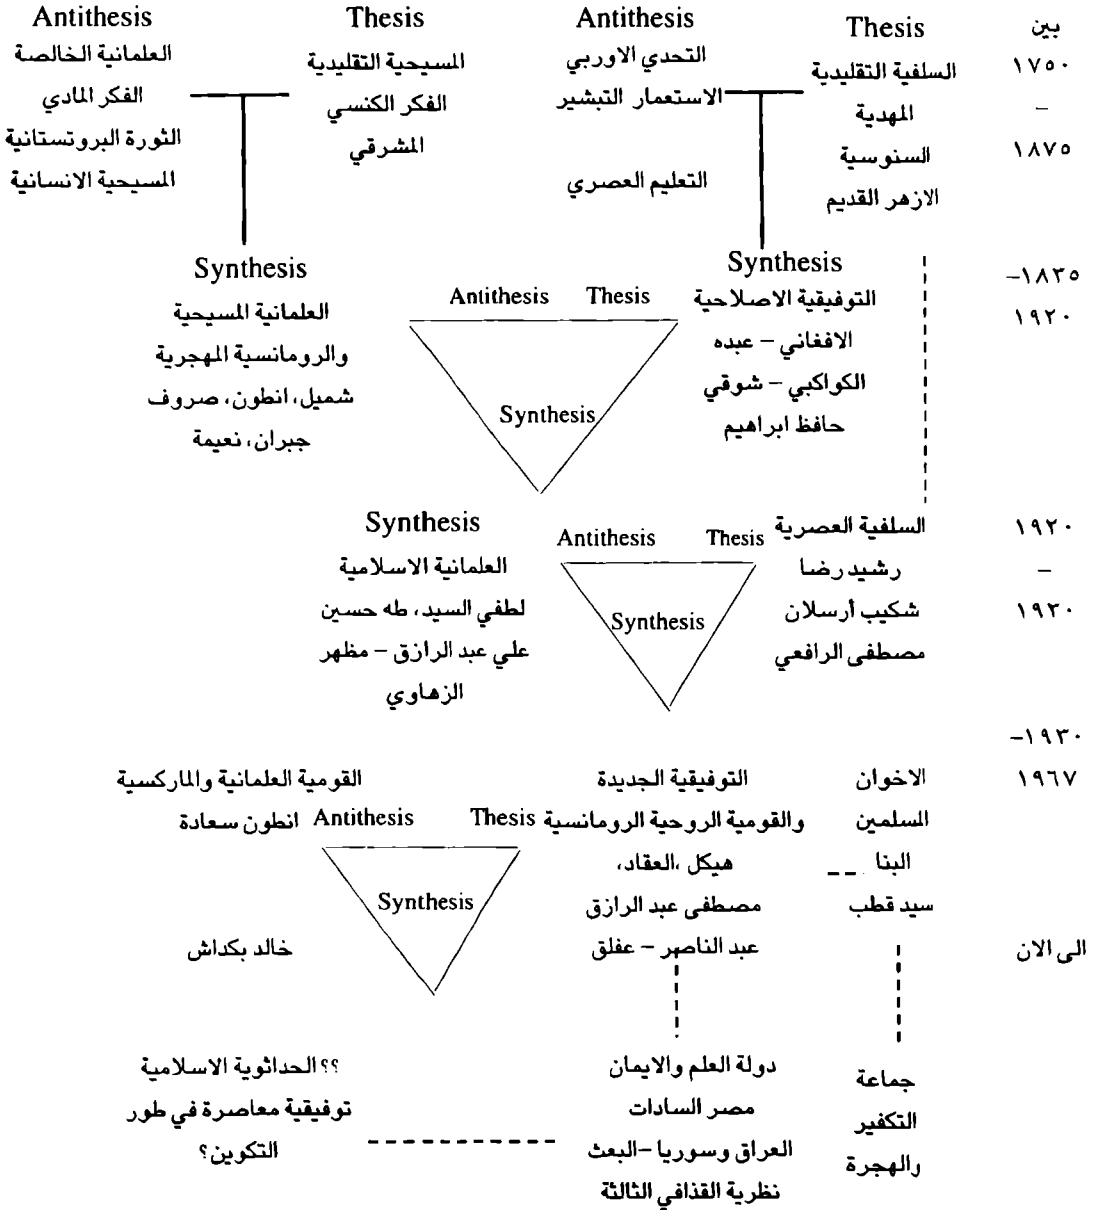 بين
١٧٥٠
–
١٨٧٥
Thesis
السلفية التقليدية
المهدية
السنوسية
الازهر القديم
Antithesis
التحدي الاوربي
الاستعمار التبشير
التعليم العصري
Thesis
المسيحية التقليدية
الفكر الكنسي
المشرقي
Antithesis
العلمانية الخالصة
الفكر المادي
الثورة البروتستانية
المسيحية الانسانية
١٨٣٥–
١٩٢٠
Synthesis
التوفيقية الاصلاحية
الافغاني – عبده
الكواكبي – شوقي
حافظ ابراهيم
Antithesis Thesis
Synthesis
Synthesis
العلمانية المسيحية
والرومانسية المهجرية
شميل، انطون، صروف
جبران، نعيمة
١٩٢٠
–
١٩٣٠
السلفية العصرية
رشيد رضا
شكيب أرسلان
مصطفى الرافعي
Antithesis Thesis
Synthesis
Synthesis
العلمانية الاسلامية
لطفي السيد، طه حسين
علي عبد الرازق – مظهر
الزهاوي
١٩٣٠–
١٩٦٧
الى الان
الاخوان
المسلمين
البنا
سيد قطب
التوفيقية الجديدة
والقومية الروحية الرومانسية
هيكل ،العقاد،
مصطفى عبد الرازق
عبد الناصر – عفلق
Antithesis Thesis
Synthesis
القومية العلمانية والماركسية
انطون سعادة
خالد بكداش
جماعة
التكفير
والهجرة
دولة العلم والايمان
مصر السادات
العراق وسوريا –البعث
نظرية القذافي الثالثة
؟؟ الحداثوية الاسلامية
توفيقية معاصرة في طور
التكوين؟